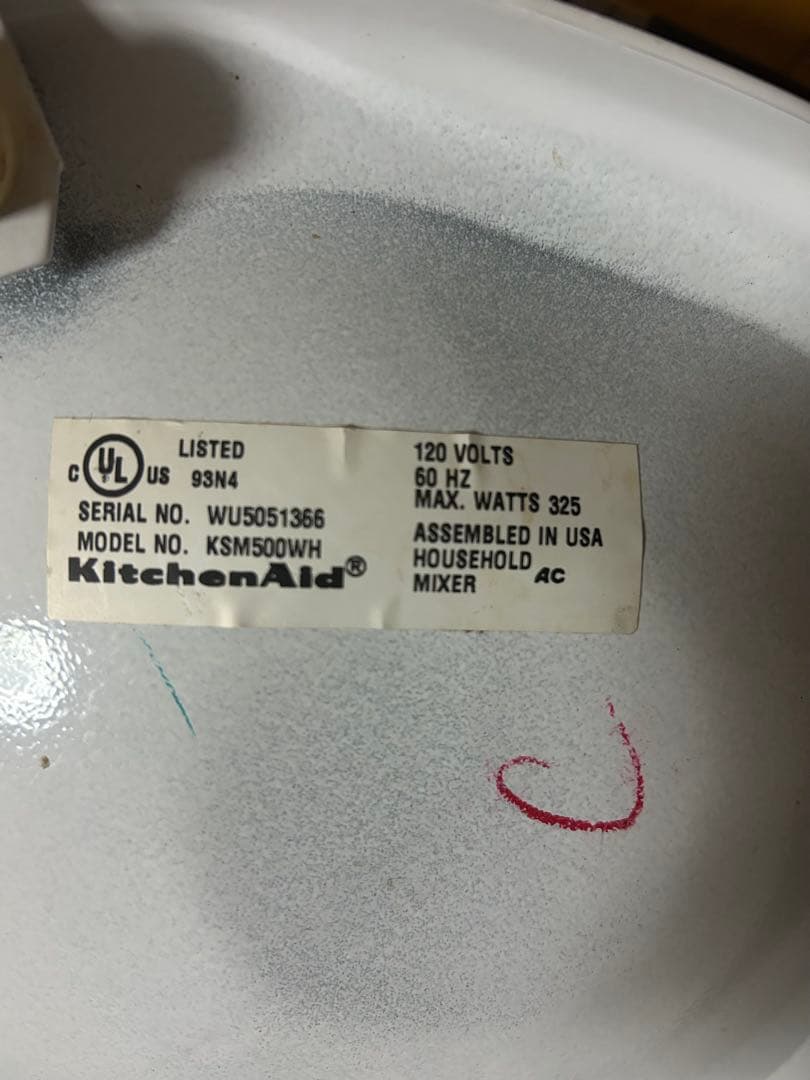 C UL US LISTED
93N4
SERIAL NO. WU5051366
MODEL NO. KSM500WH
KitchenAid®
120 VOLTS
60 HZ
MAX. WATTS 325
ASSEMBLED IN USA
HOUSEHOLD AC
MIXER